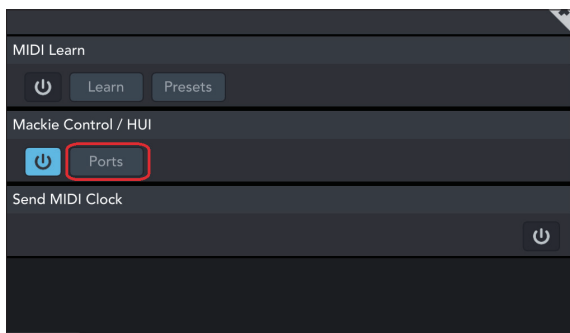 MIDI Learn
Learn Presets
Mackie Control / HUI
Ports
Send MIDI Clock